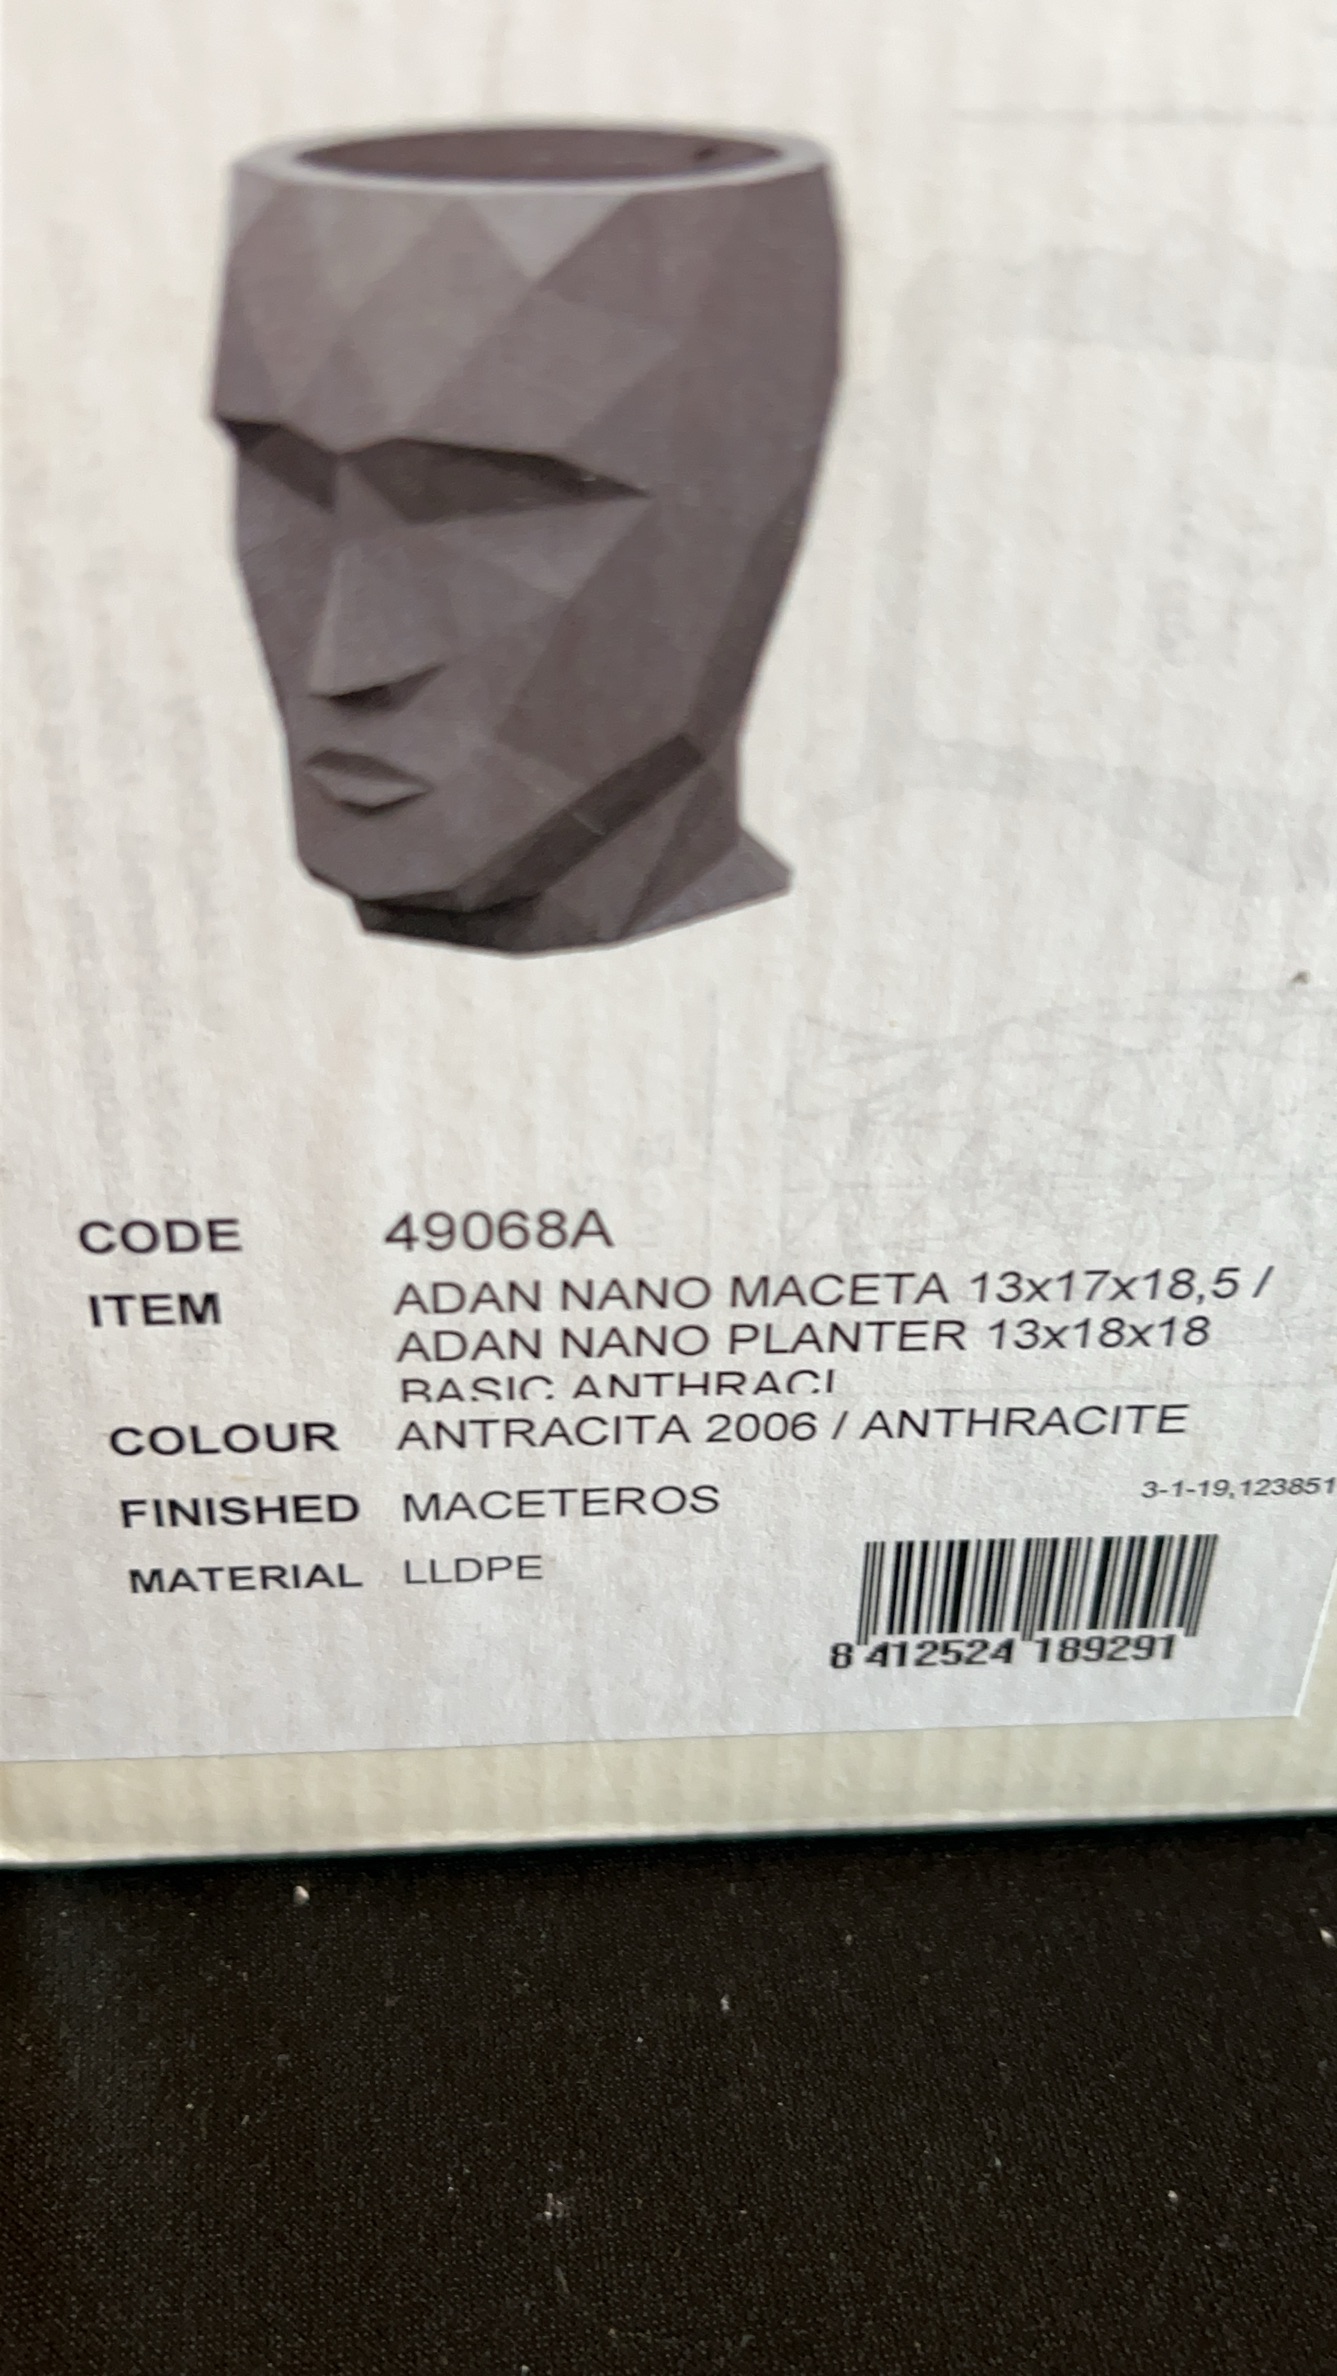 CODE 49068A
ITEM ADAN NANO MACETA 13x17x18,5 /
ADAN NANO PLANTER 13x18x18
BASIC ANTHRACI
COLOUR ANTRACITA 2006 / ANTHRACITE
FINISHED MACETEROS
3-1-19,123851
MATERIAL LLDPE
8 412524 189291